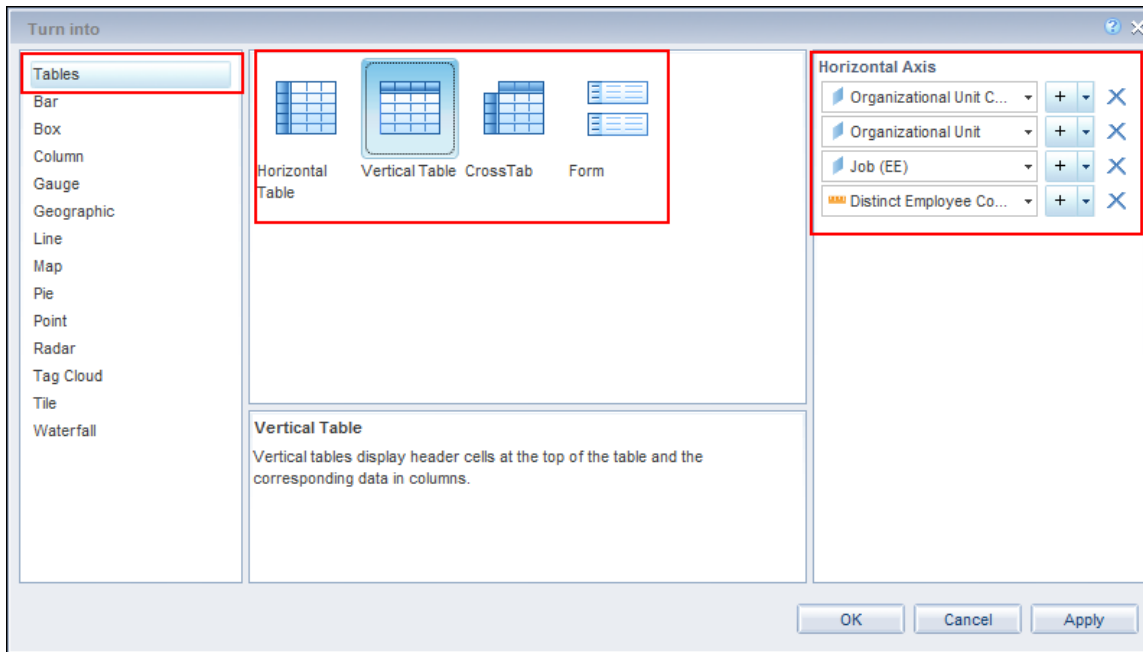 Turn into
Tables
Bar
Box
Column
Gauge
Geographic
Line
Map
Pie
Point
Radar
Tag Cloud
Tile
Waterfall
Horizontal
Table
Vertical Table
CrossTab
Form
Vertical Table
Vertical tables display header cells at the top of the table and the
corresponding data in columns.
Horizontal Axis
Organizational Unit C...
Organizational Unit
Job (EE)
Distinct Employee Co...
OK
Cancel
Apply